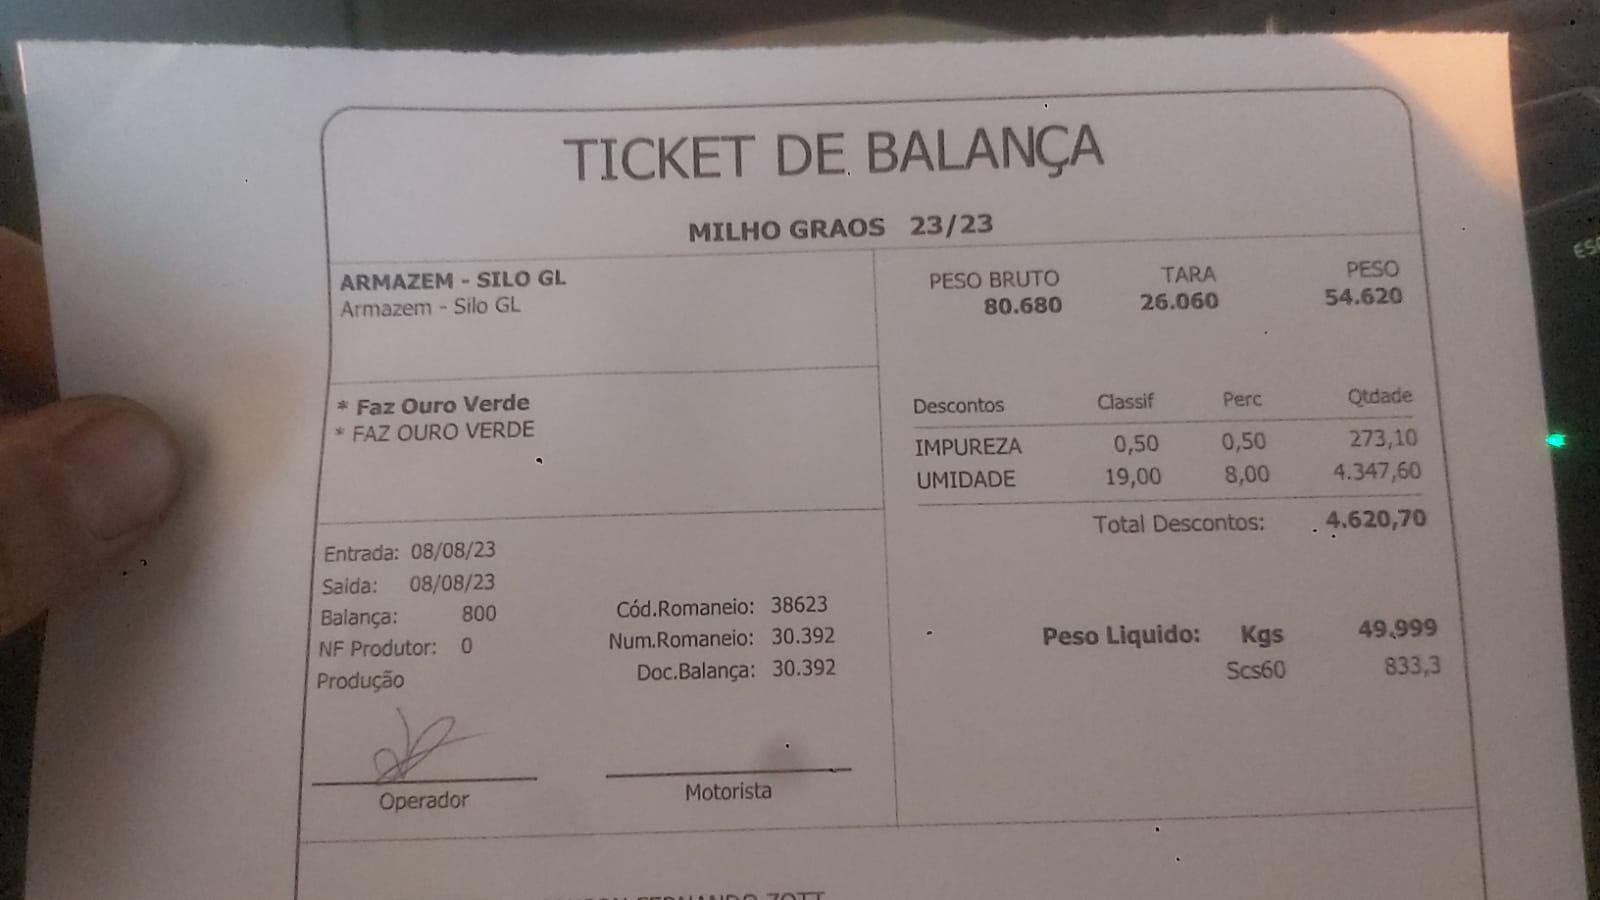 TICKET DE BALANÇA
MILHO GRAOS 23/23
ARMAZEM - SILO GL
Armazem - Silo GL
PESO BRUTO TARA PESO
80.680 26.060 54.620
* Faz Ouro Verde
* FAZ OURO VERDE
Descontos Classif Perc Qtdade
IMPUREZA 0,50 0,50 273,10
UMIDADE 19,00 8,00 4.347,60
Total Descontos: 4.620,70
Entrada: 08/08/23
Saida: 08/08/23
Balança: 800
NF Produtor: 0
Produção
Cód.Romaneio: 38623
Num.Romaneio: 30.392
Doc.Balança: 30.392
Peso Liquido: Kgs 49.999
Scs60 833,3
Operador
Motorista
FERNANDO ZOTT